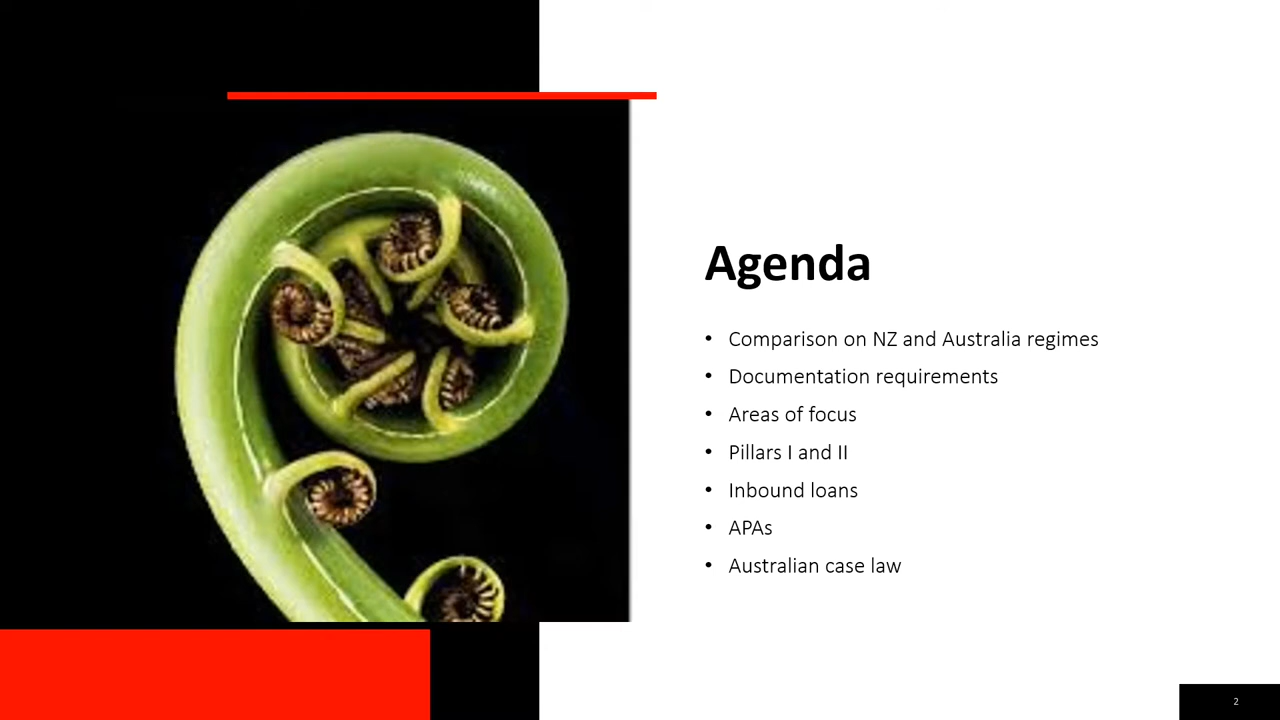 Agenda
• Comparison on NZ and Australia regimes
• Documentation requirements
• Areas of focus
• Pillars I and II
• Inbound loans
• APAs
• Australian case law
2